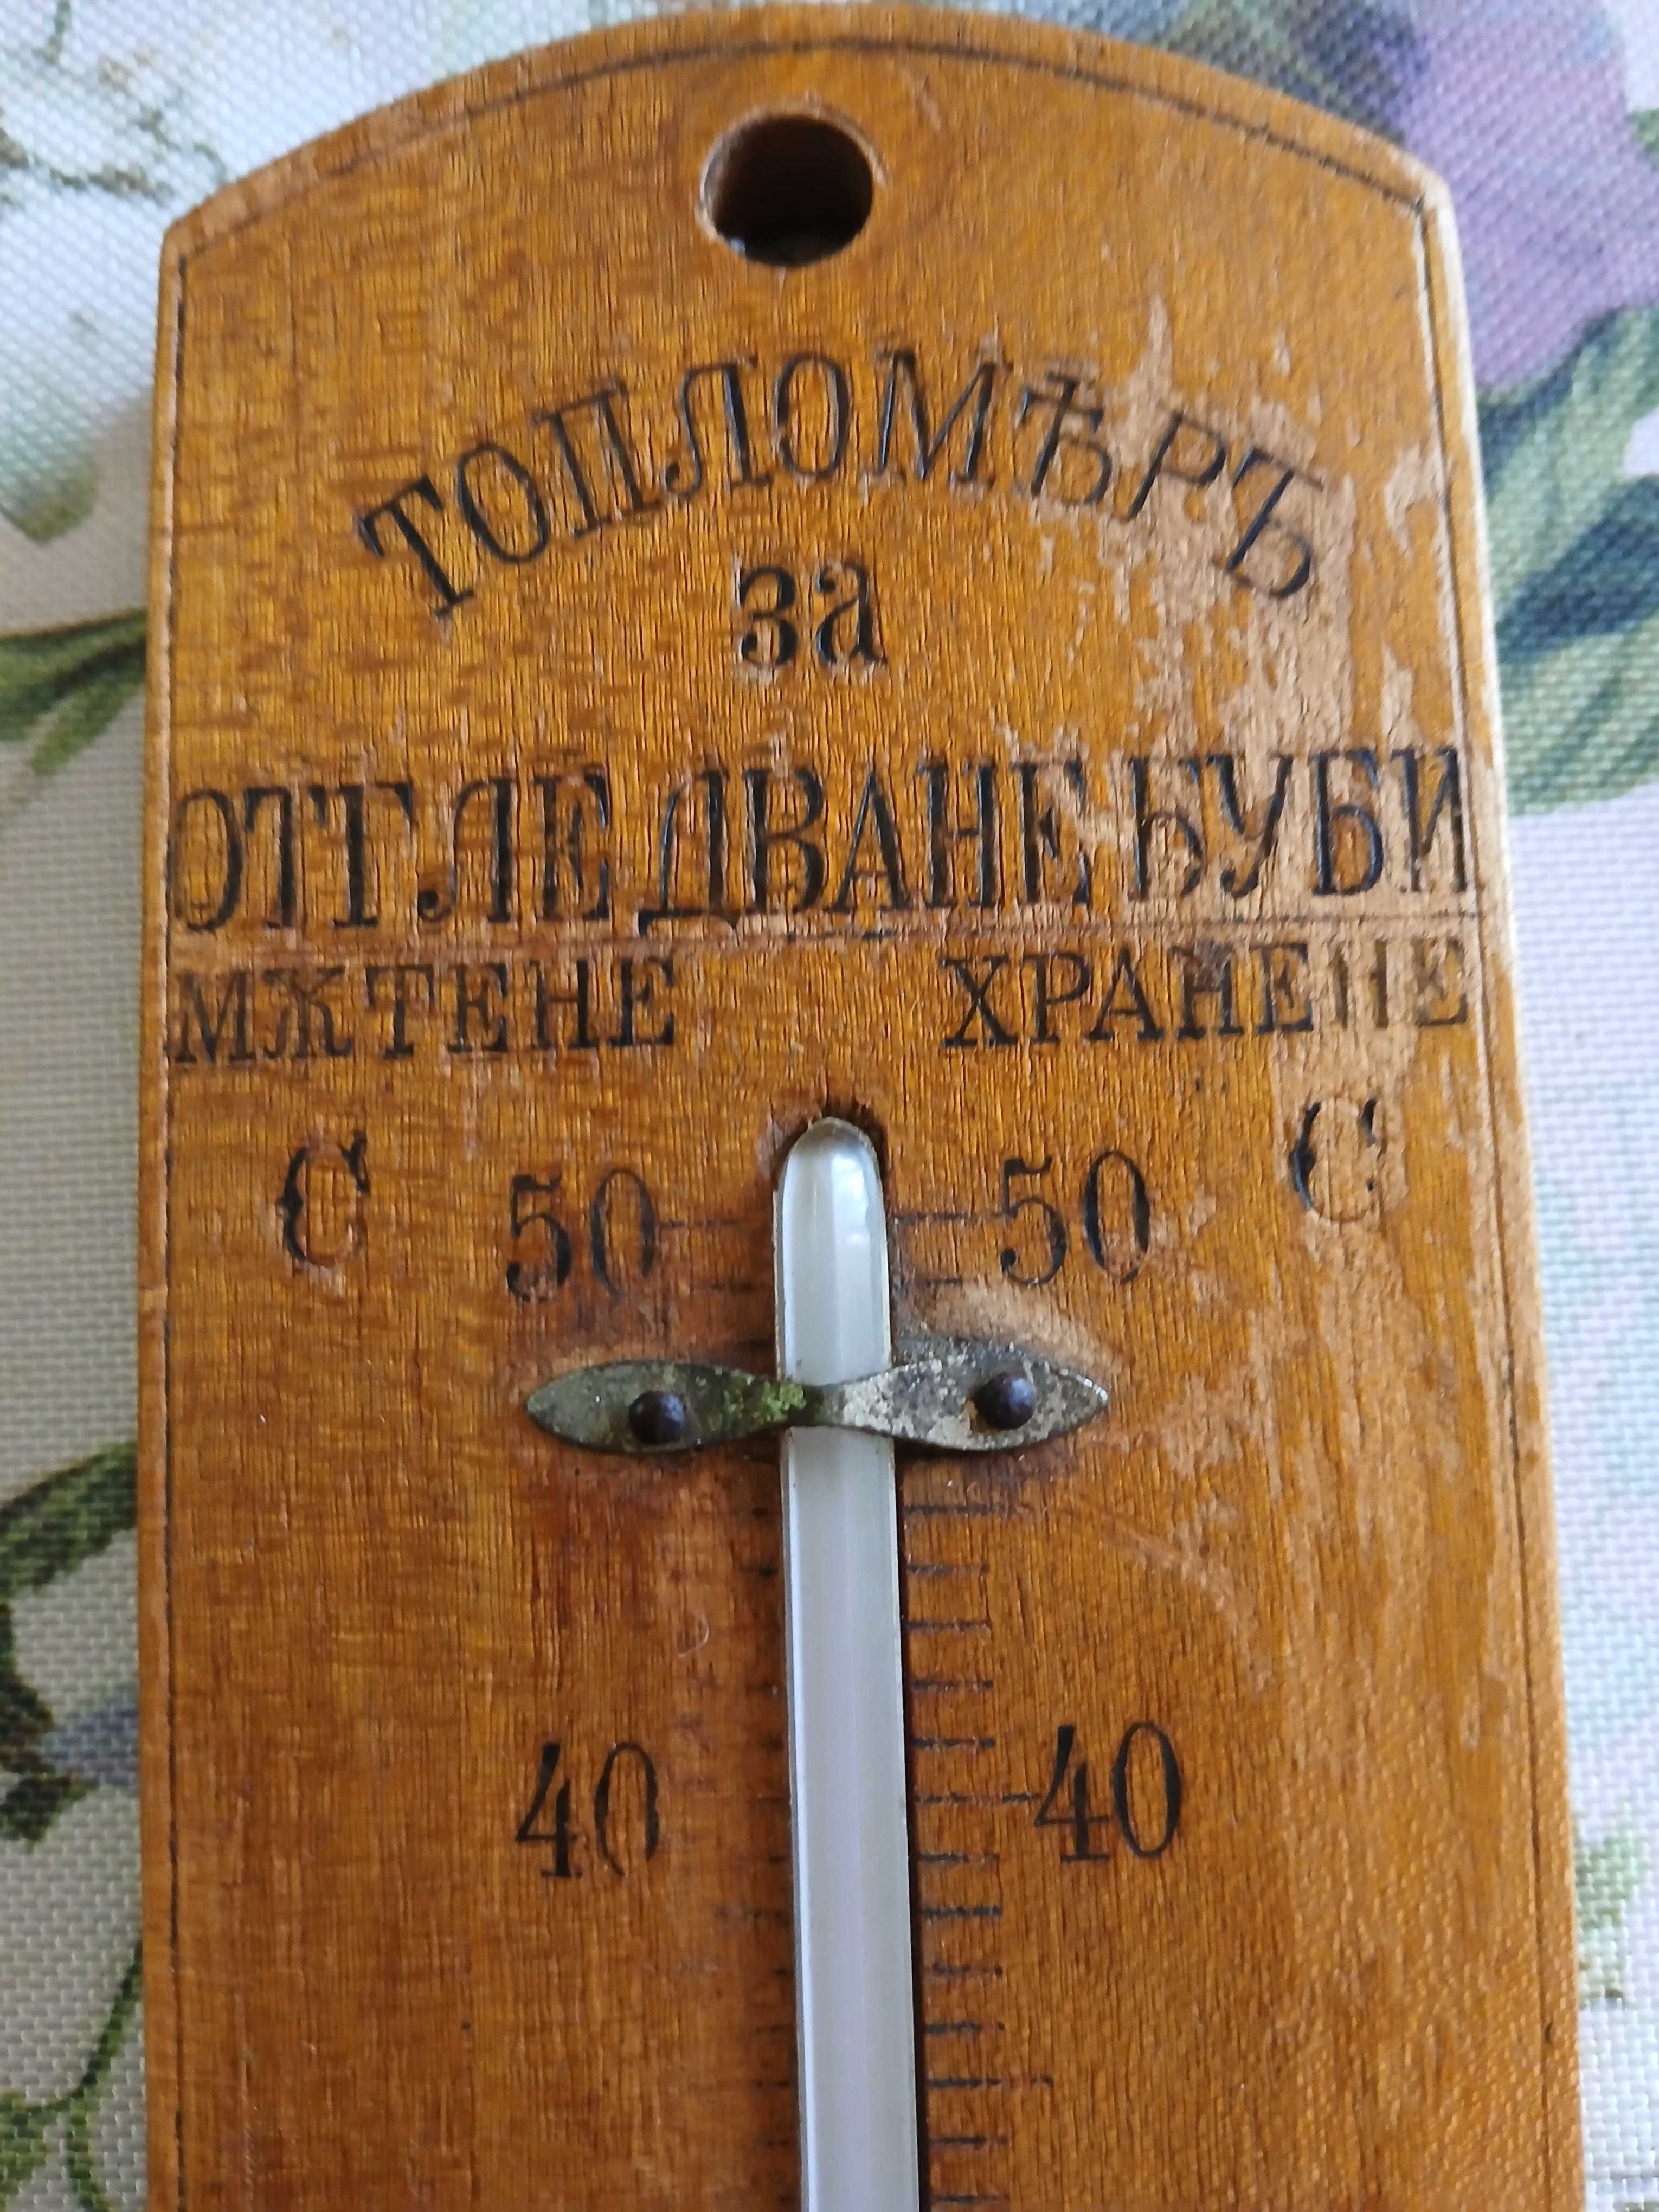 ТОПЛОМѢРЪ
за
ОТГЛЕДВАНЕ БУБИ
МѪТЕНЕ ХРАНЕНЕ
C 50 50 C
40 40